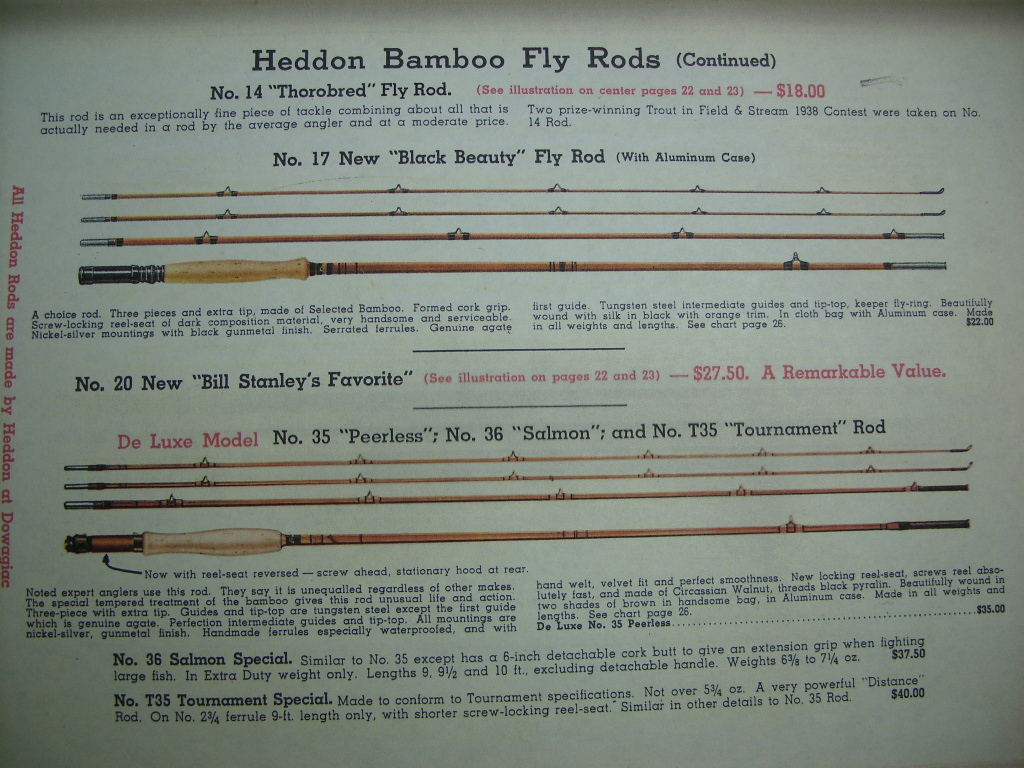 Heddon Bamboo Fly Rods (Continued)
No. 14 "Thorobred" Fly Rod. (See illustration on center pages 22 and 23) — $18.00
This rod is an exceptionally fine piece of tackle combining about all that is
actually needed in a rod by the average angler and at a moderate price.
Two prize-winning Trout in Field & Stream 1938 Contest were taken on No.
14 Rod.
No. 17 New "Black Beauty" Fly Rod (With Aluminum Case)
A choice rod. Three pieces and extra tip, made of Selected Bamboo. Formed cork grip.
Screw-locking reel-seat of dark composition material, very handsome and serviceable.
Nickel-silver mountings with black gunmetal finish. Serrated ferrules. Genuine agate
first guide. Tungsten steel intermediate guides and tip-top, keeper fly-ring. Beautifully
wound with silk in black with orange trim. In cloth bag with Aluminum case. Made
in all weights and lengths. See chart page 26. $22.00
No. 20 New "Bill Stanley's Favorite" (See illustration on pages 22 and 23) — $27.50. A Remarkable Value.
De Luxe Model No. 35 "Peerless"; No. 36 "Salmon"; and No. T35 "Tournament" Rod
Now with reel-seat reversed — screw ahead, stationary hood at rear.
Noted expert anglers use this rod. They say it is unequalled regardless of other makes.
The special tempered treatment of the bamboo gives this rod unusual life and action.
Three-piece with extra tip. Guides and tip-top are tungsten steel except the first guide
which is genuine agate. Perfection intermediate guides and tip-top. All mountings are
nickel-silver, gunmetal finish. Handmade ferrules especially waterproofed, and with
hand welt, velvet fit and perfect smoothness. New locking reel-seat, screws reel abso-
lutely fast, and made of Circassian Walnut, threads black pyralin. Beautifully wound in
two shades of brown in handsome bag, in Aluminum case. Made in all weights and
lengths. See chart page 26.
De Luxe No. 35 Peerless..............................$35.00
No. 36 Salmon Special. Similar to No. 35 except has a 6-inch detachable cork butt to give an extension grip when fighting
large fish. In Extra Duty weight only. Lengths 9, 9½ and 10 ft., excluding detachable handle. Weights 6⅜ to 7¼ oz. $37.50
No. T35 Tournament Special. Made to conform to Tournament specifications. Not over 5¾ oz. A very powerful "Distance"
Rod. On No. 2¾ ferrule 9-ft. length only, with shorter screw-locking reel-seat. Similar in other details to No. 35 Rod. $40.00
All Heddon Rods are made by Heddon at Dowagiac